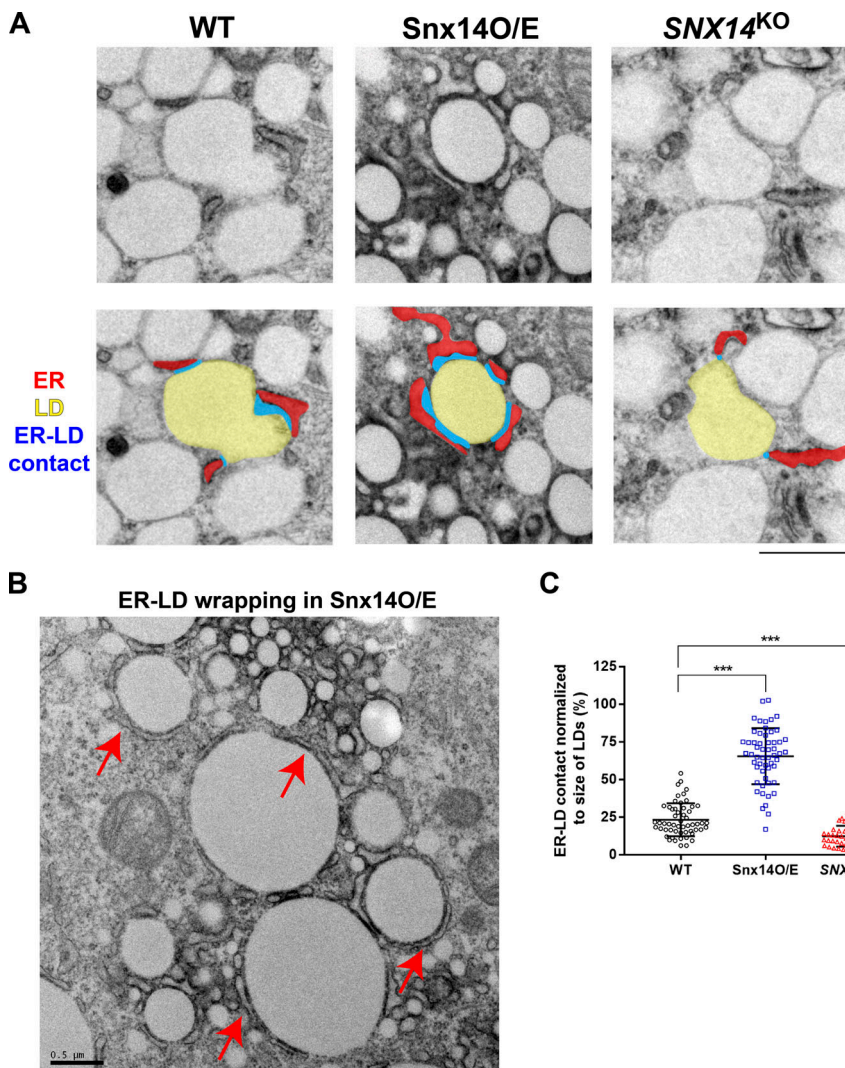 A
WT
Snx14O/E
SNX14KO
ER
LD
ER-LD
contact
B
ER-LD wrapping in Snx14O/E
0.5 µm
C
***
***
ER-LD contact normalized
to size of LDs (%)
125
100
75
50
25
0
WT
Snx14O/E
SNX